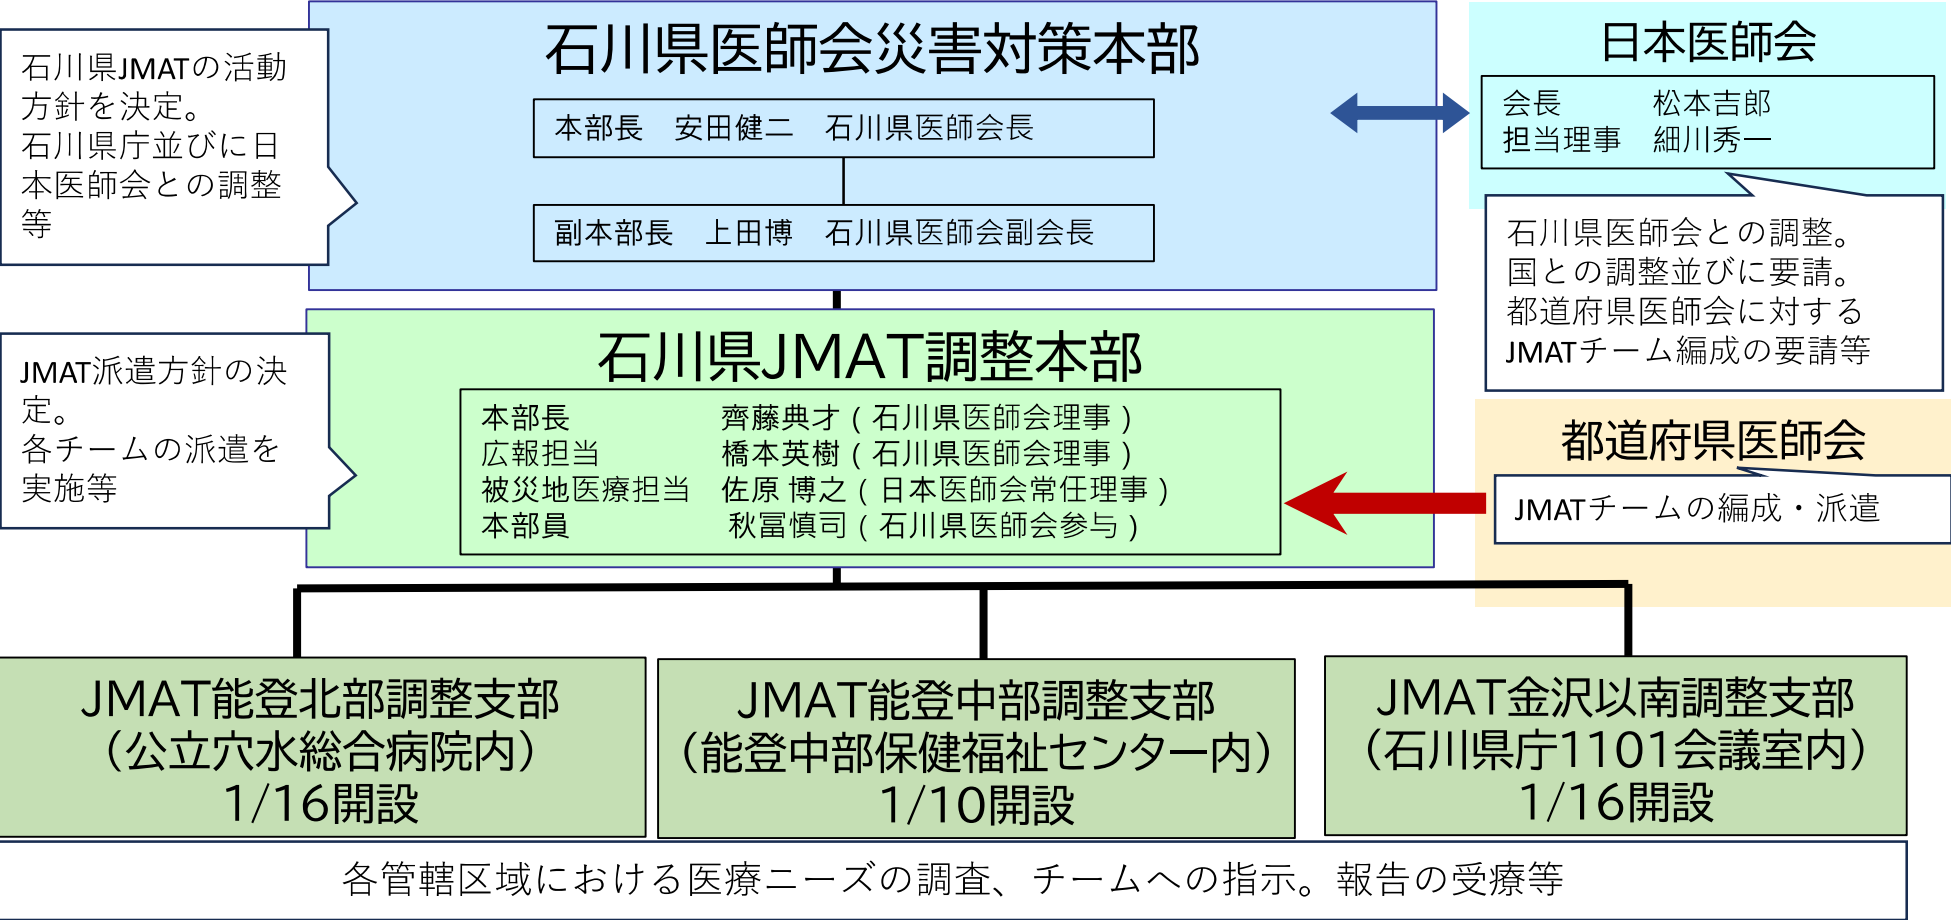 石川県医師会災害対策本部
本部長　安田健二　石川県医師会長
副本部長　上田博　石川県医師会副会長
石川県JMATの活動
方針を決定。
石川県庁並びに日
本医師会との調整
等
日本医師会
会長　　　松本吉郎
担当理事　細川秀一
石川県医師会との調整。
国との調整並びに要請。
都道府県医師会に対する
JMATチーム編成の要請等
石川県JMAT調整本部
本部長　　　　　齊藤典才（石川県医師会理事）
広報担当　　　　橋本英樹（石川県医師会理事）
被災地医療担当　佐原 博之（日本医師会常任理事）
本部員　　　　　秋冨慎司（石川県医師会参与）
JMAT派遣方針の決
定。
各チームの派遣を
実施等
都道府県医師会
JMATチームの編成・派遣
JMAT能登北部調整支部
（公立穴水総合病院内）
1/16開設
JMAT能登中部調整支部
（能登中部保健福祉センター内）
1/10開設
JMAT金沢以南調整支部
（石川県庁1101会議室内）
1/16開設
各管轄区域における医療ニーズの調査、チームへの指示。報告の受療等